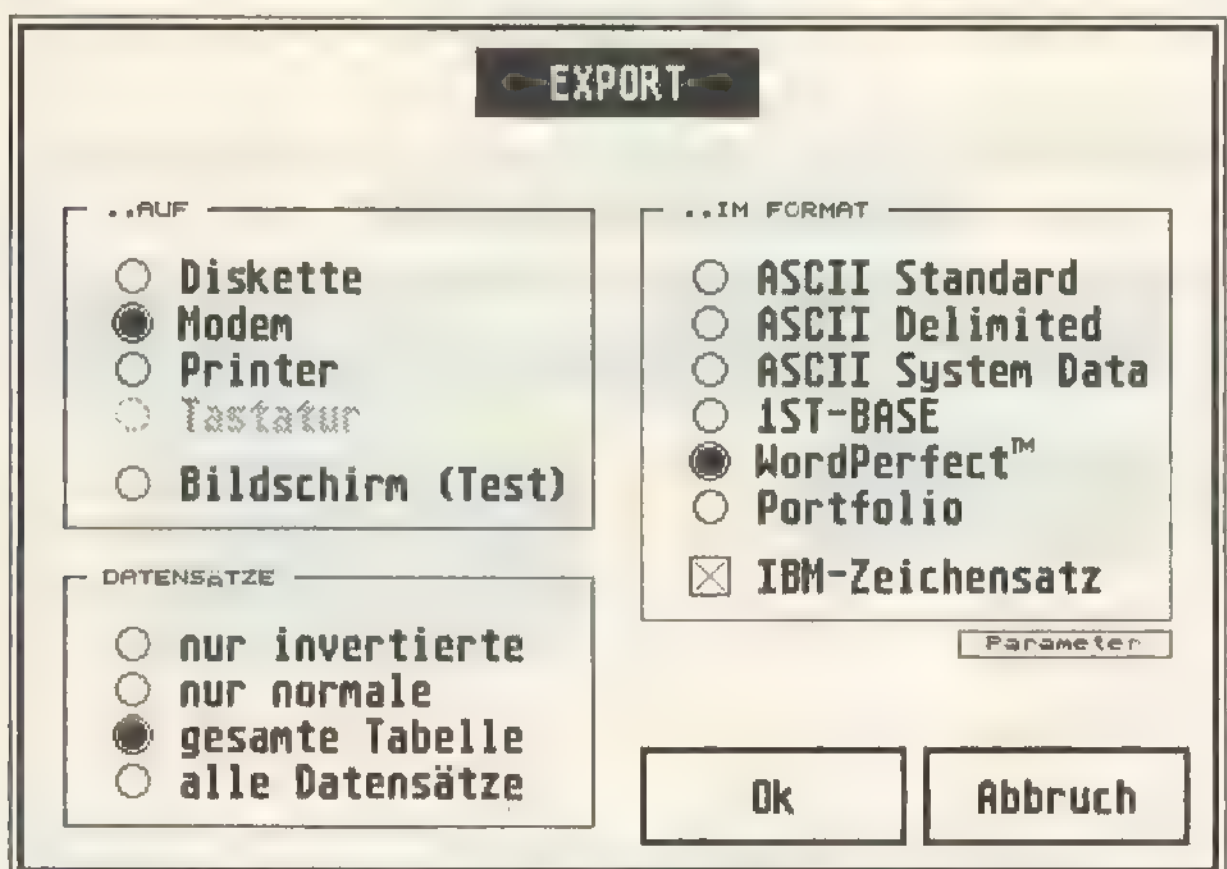 EXPORT
..AUF
Diskette
Modem
Printer
Tastatur
Bildschirm (Test)
..IM FORMAT
ASCII Standard
ASCII Delimited
ASCII System Data
1ST-BASE
WordPerfect™
Portfolio
IBM-Zeichensatz
Parameter
DATENSÄTZE
nur invertierte
nur normale
gesamte Tabelle
alle Datensätze
Ok
Abbruch